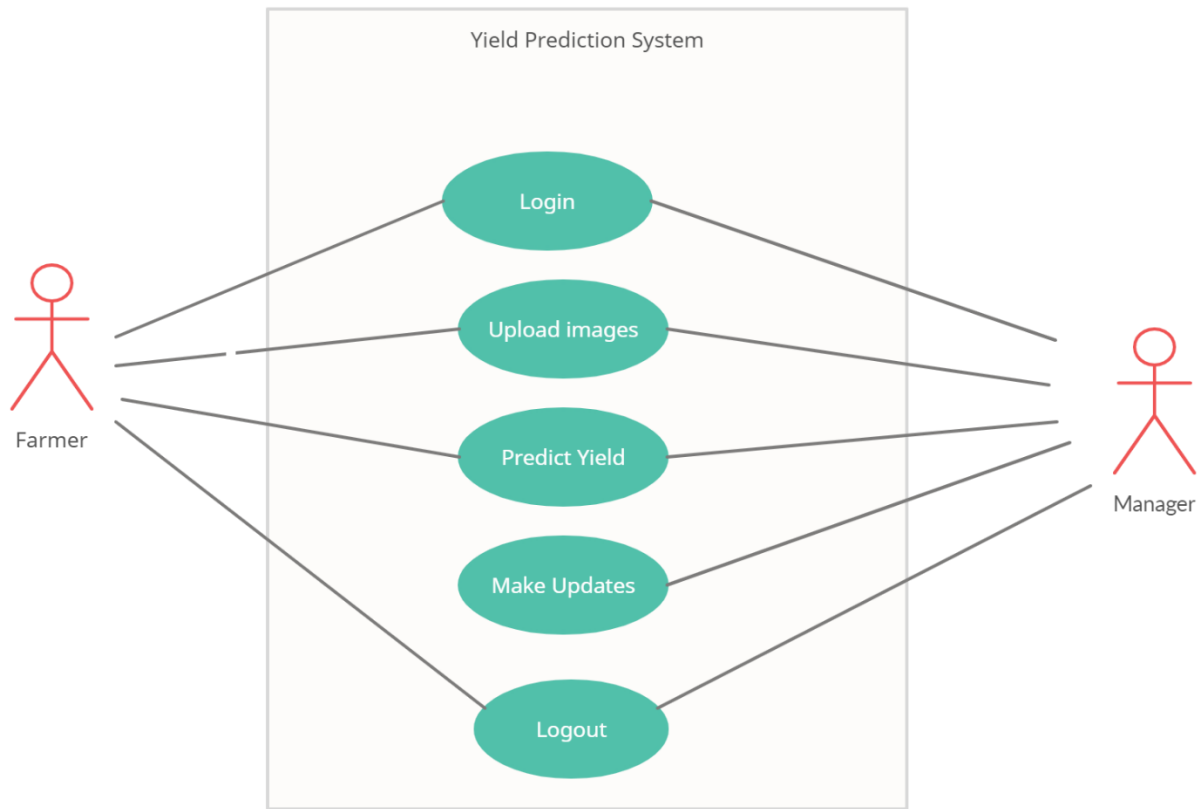 Yield Prediction System
Login
Upload images
Predict Yield
Farmer
Manager
Make Updates
Logout